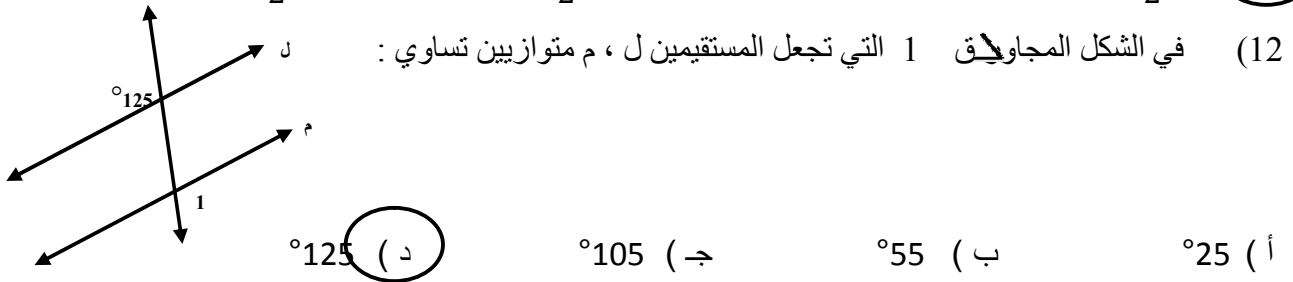 12) في الشكل المجاور ق 1 التي تجعل المستقيمين ل ، م متوازيين تساوي :
ل
125°
م
1
أ ) 25° ب ) 55° جـ ) 105° د ) 125°